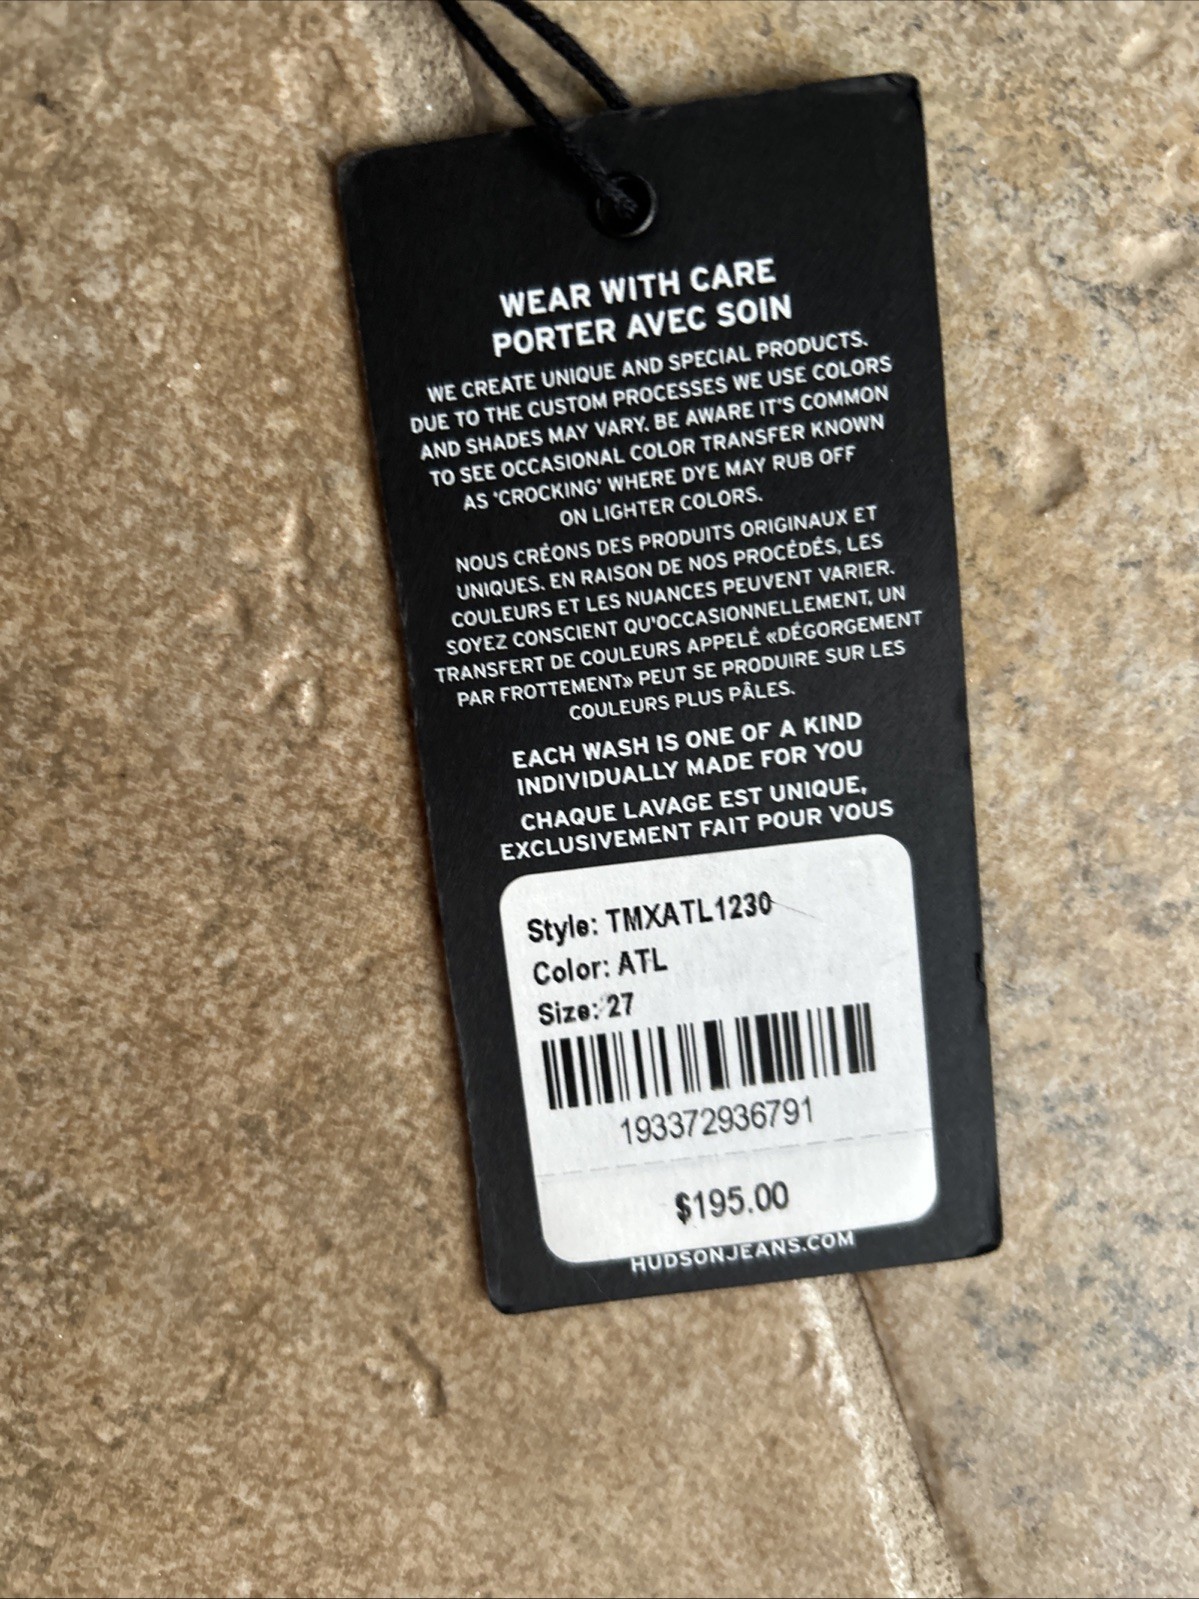 WEAR WITH CARE
PORTER AVEC SOIN
WE CREATE UNIQUE AND SPECIAL PRODUCTS.
DUE TO THE CUSTOM PROCESSES WE USE COLORS
AND SHADES MAY VARY. BE AWARE IT'S COMMON
TO SEE OCCASIONAL COLOR TRANSFER KNOWN
AS 'CROCKING' WHERE DYE MAY RUB OFF
ON LIGHTER COLORS.
NOUS CRÉONS DES PRODUITS ORIGINAUX ET
UNIQUES. EN RAISON DE NOS PROCÉDÉS, LES
COULEURS ET LES NUANCES PEUVENT VARIER.
SOYEZ CONSCIENT QU'OCCASIONNELLEMENT, UN
TRANSFERT DE COULEURS APPELÉ «DÉGORGEMENT
PAR FROTTEMENT» PEUT SE PRODUIRE SUR LES
COULEURS PLUS PÂLES.
EACH WASH IS ONE OF A KIND
INDIVIDUALLY MADE FOR YOU
CHAQUE LAVAGE EST UNIQUE,
EXCLUSIVEMENT FAIT POUR VOUS
Style: TMXATL1230
Color: ATL
Size: 27
193372936791
$195.00
HUDSONJEANS.COM